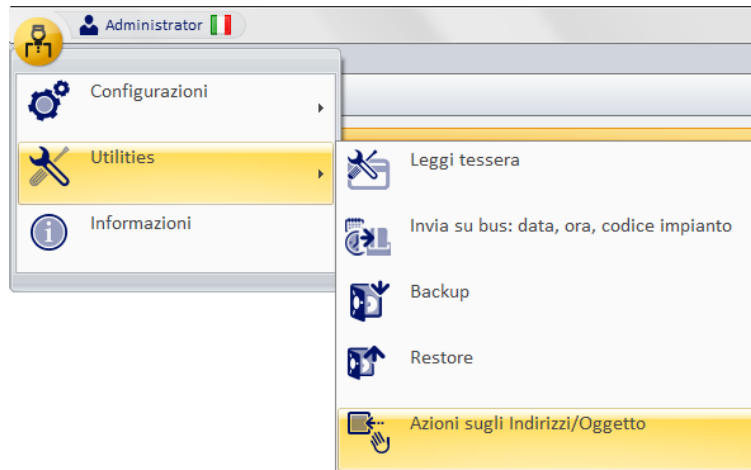 Administrator
Configurazioni
Utilities
Informazioni
Leggi tessera
Invia su bus: data, ora, codice impianto
Backup
Restore
Azioni sugli Indirizzi/Oggetto